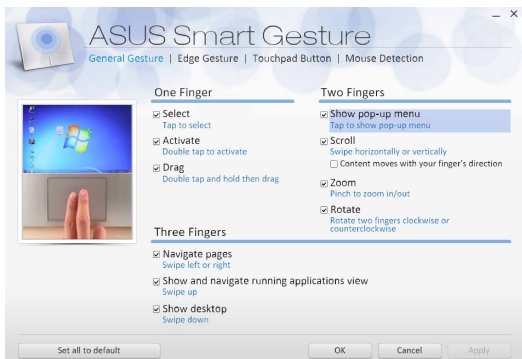 ASUS Smart Gesture
General Gesture | Edge Gesture | Touchpad Button | Mouse Detection
One Finger
Select
Tap to select
Activate
Double tap to activate
Drag
Double tap and hold then drag
Two Fingers
Show pop-up menu
Tap to show pop-up menu
Scroll
Swipe horizontally or vertically
Content moves with your finger's direction
Zoom
Pinch to zoom in/out
Rotate
Rotate two fingers clockwise or
counterclockwise
Three Fingers
Navigate pages
Swipe left or right
Show and navigate running applications view
Swipe up
Show desktop
Swipe down
Set all to default
OK
Cancel
Apply